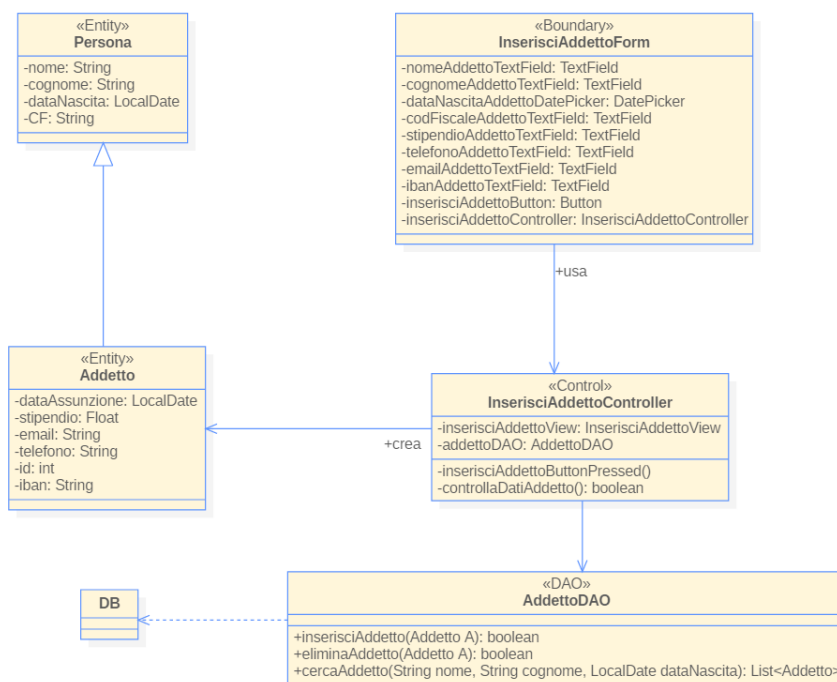 «Entity»
Persona
-nome: String
-cognome: String
-dataNascita: LocalDate
-CF: String
«Boundary»
InserisciAddettoForm
-nomeAddettoTextField: TextField
-cognomeAddettoTextField: TextField
-dataNascitaAddettoDatePicker: DatePicker
-codFiscaleAddettoTextField: TextField
-stipendioAddettoTextField: TextField
-telefonoAddettoTextField: TextField
-emailAddettoTextField: TextField
-ibanAddettoTextField: TextField
-inserisciAddettoButton: Button
-inserisciAddettoController: InserisciAddettoController
+usa
«Entity»
Addetto
-dataAssunzione: LocalDate
-stipendio: Float
-email: String
-telefono: String
-id: int
-iban: String
+crea
«Control»
InserisciAddettoController
-inserisciAddettoView: InserisciAddettoView
-addettoDAO: AddettoDAO
-inserisciAddettoButtonPressed()
-controllaDatiAddetto(): boolean
DB
«DAO»
AddettoDAO
+inserisciAddetto(Addetto A): boolean
+eliminaAddetto(Addetto A): boolean
+cercaAddetto(String nome, String cognome, LocalDate dataNascita): List<Addetto>